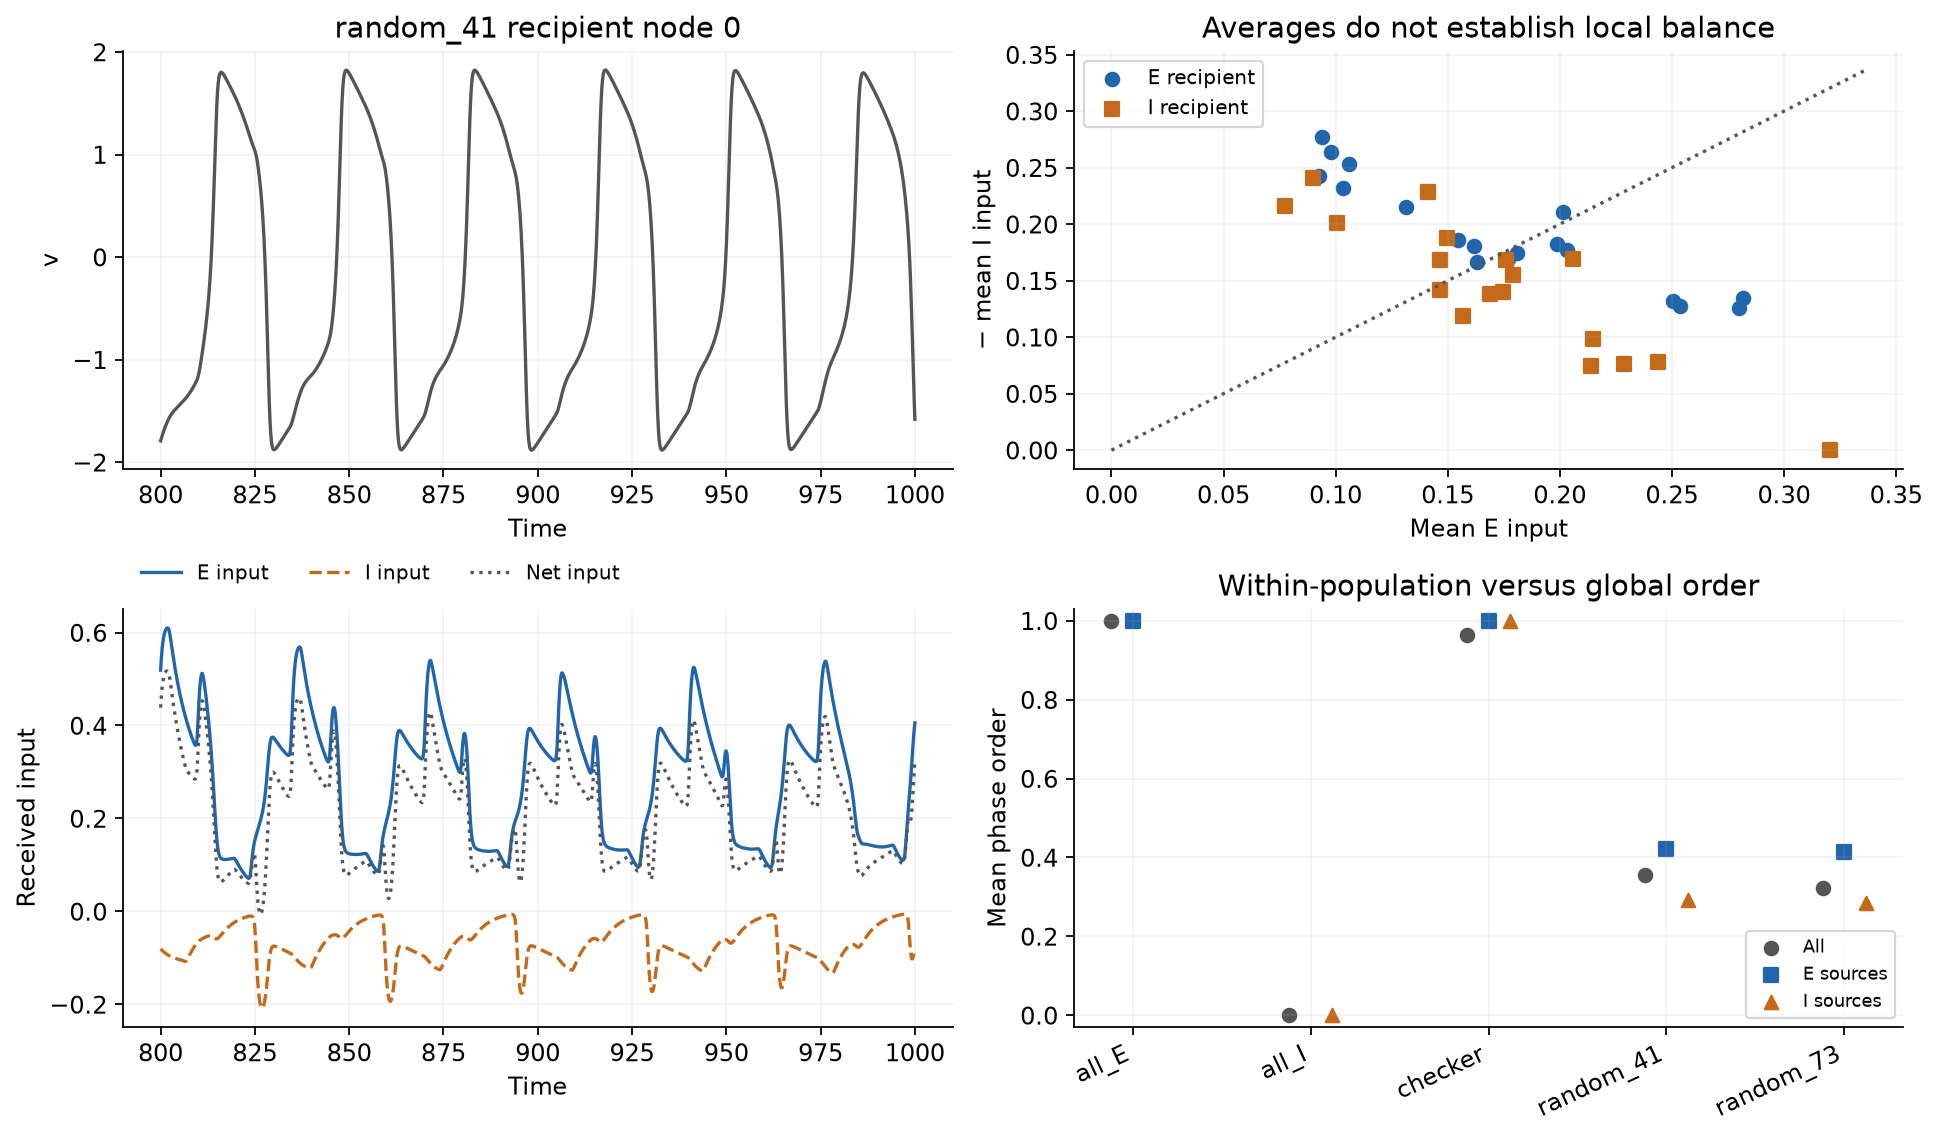 random_41 recipient node 0
2
1
0
−1
−2
v
800 825 850 875 900 925 950 975 1000
Time
Averages do not establish local balance
E recipient
I recipient
0.35
0.30
0.25
0.20
0.15
0.10
0.05
0.00
− mean I input
0.00 0.05 0.10 0.15 0.20 0.25 0.30 0.35
Mean E input
E input I input Net input
0.6
0.4
0.2
0.0
−0.2
Received input
800 825 850 875 900 925 950 975 1000
Time
Within-population versus global order
1.0
0.8
0.6
0.4
0.2
0.0
Mean phase order
All
E sources
I sources
all_E all_I checker random_41 random_73